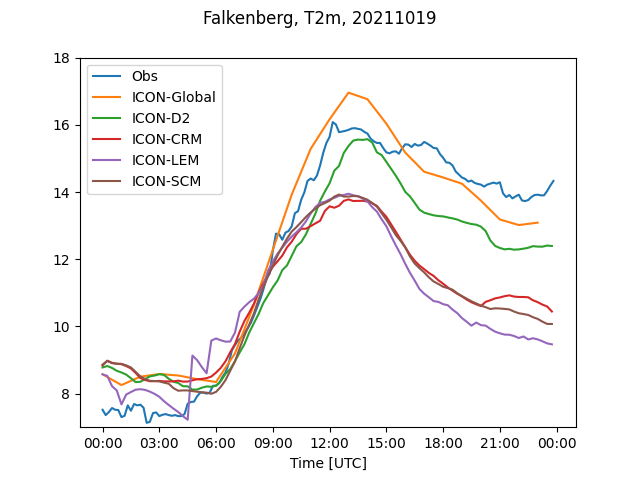 Falkenberg, T2m, 20211019
18
16
14
12
10
8
Obs
ICON-Global
ICON-D2
ICON-CRM
ICON-LEM
ICON-SCM
00:00 03:00 06:00 09:00 12:00 15:00 18:00 21:00 00:00
Time [UTC]